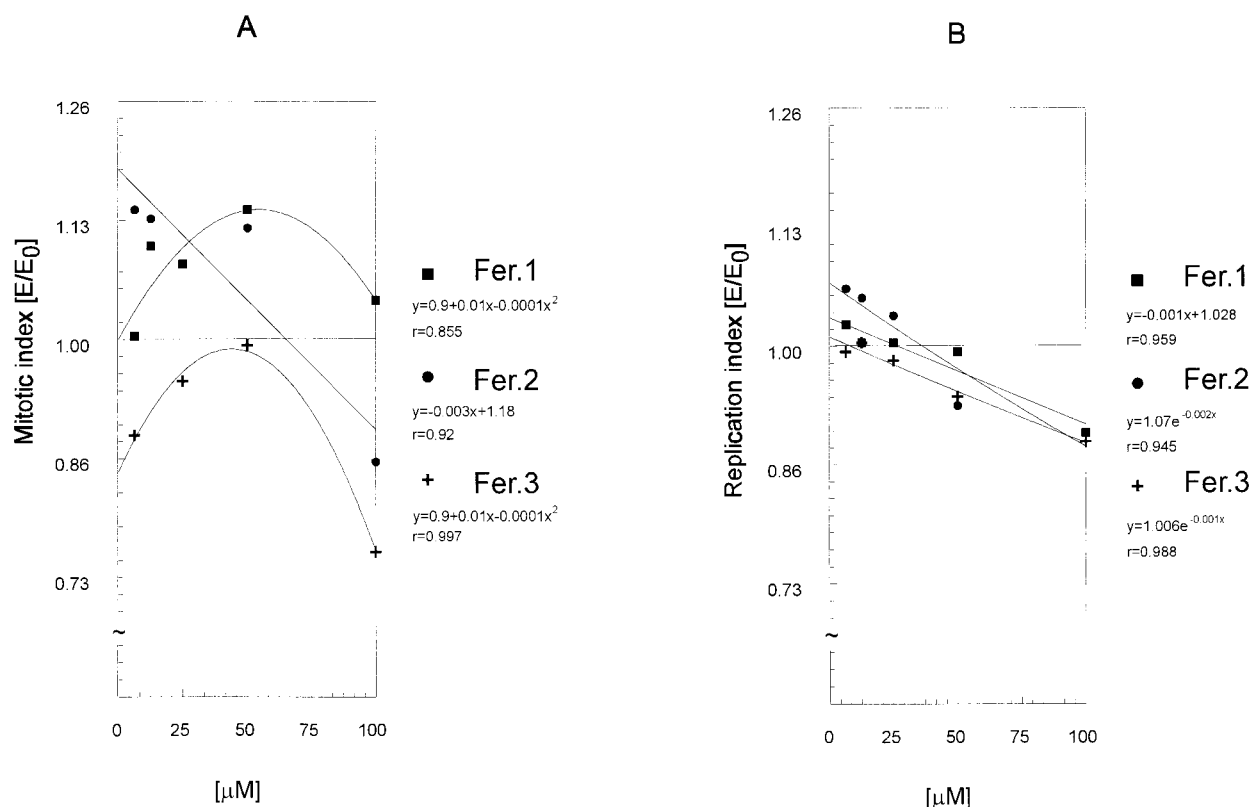 A
Mitotic index [E/E0]
1.26
1.13
1.00
0.86
0.73
~
0 25 50 75 100
[μM]
■ Fer.1
y=0.9+0.01x-0.0001x²
r=0.855
● Fer.2
y=-0.003x+1.18
r=0.92
+ Fer.3
y=0.9+0.01x-0.0001x²
r=0.997
B
Replication index [E/E0]
1.26
1.13
1.00
0.86
0.73
~
0 25 50 75 100
[μM]
■ Fer.1
y=-0.001x+1.028
r=0.959
● Fer.2
y=1.07e^-0.002x
r=0.945
+ Fer.3
y=1.006e^-0.001x
r=0.988